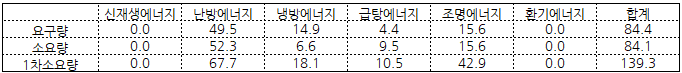 신재생에너지 난방에너지 냉방에너지 급탕에너지 조명에너지 환기에너지 합계
요구량 0.0 49.5 14.9 4.4 15.6 0.0 84.4
소요량 0.0 52.3 6.6 9.5 15.6 0.0 84.1
1차소요량 0.0 67.7 18.1 10.5 42.9 0.0 139.3